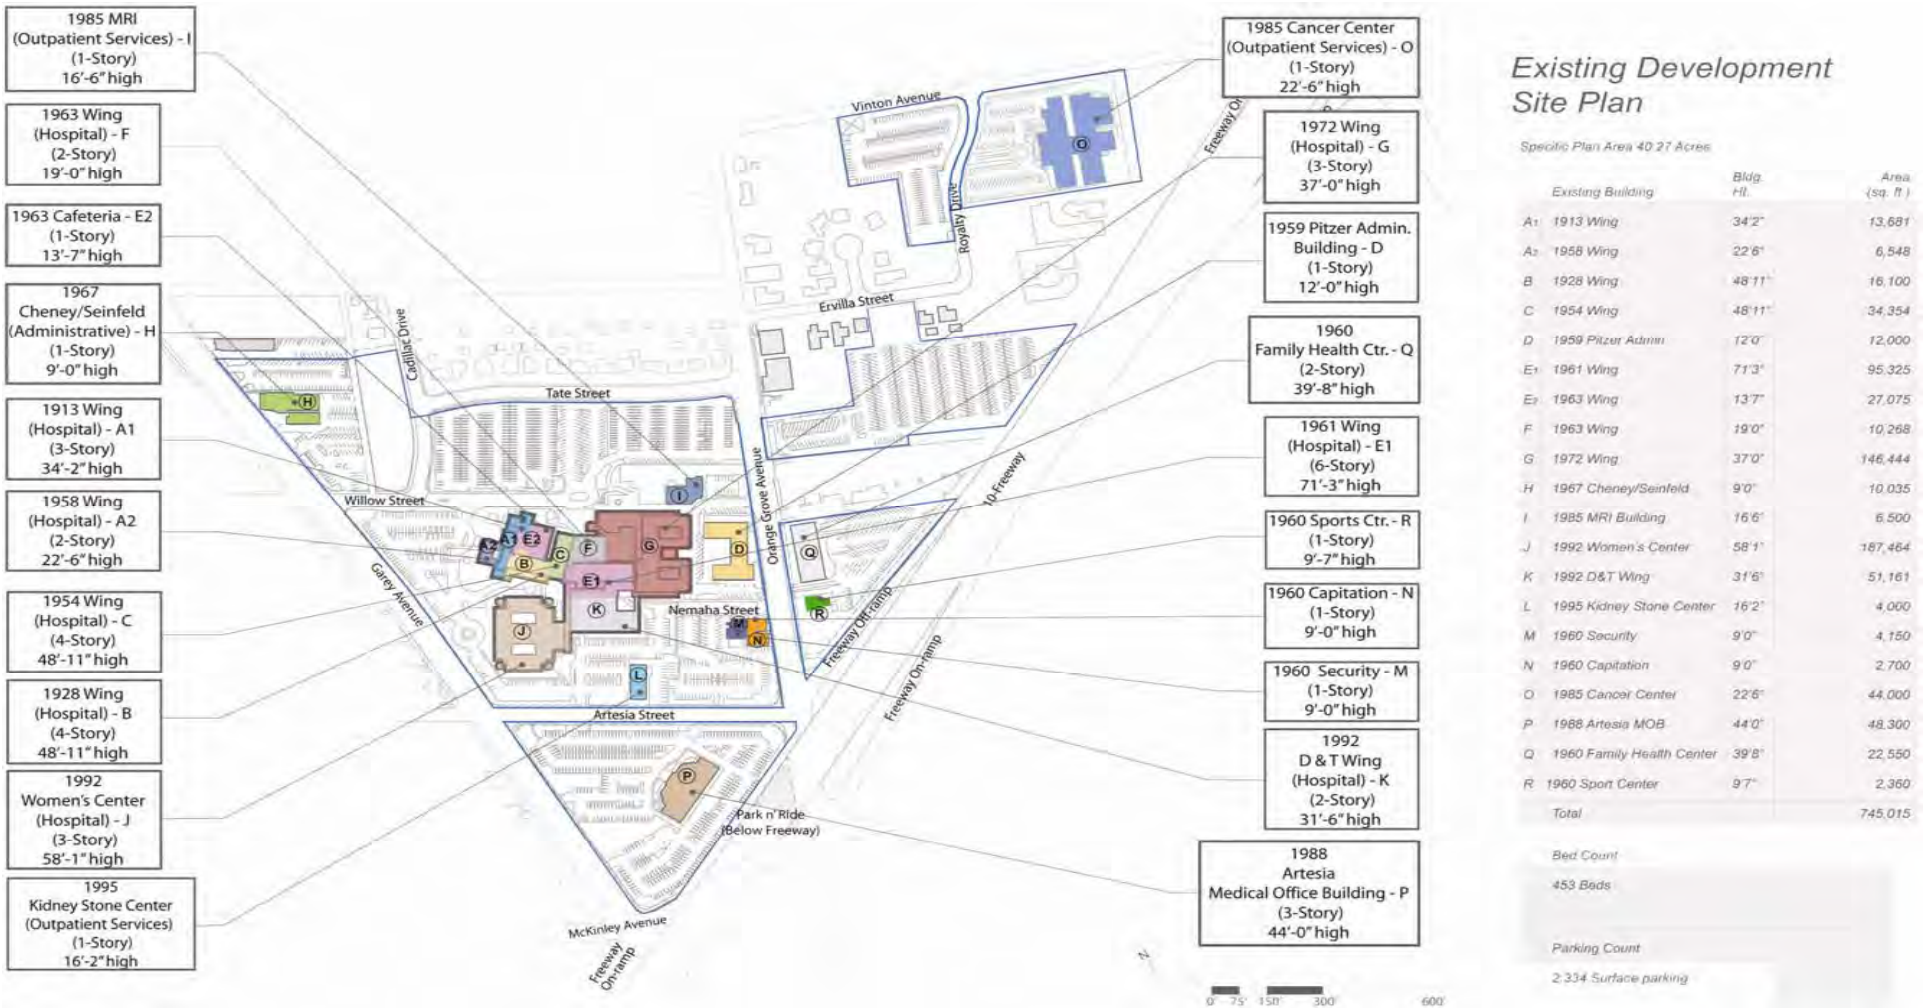 1985 MRI
(Outpatient Services) - I
(1-Story)
16'-6" high
1963 Wing
(Hospital) - F
(2-Story)
19'-0" high
1963 Cafeteria - E2
(1-Story)
13'-7" high
1967
Cheney/Seinfeld
(Administrative) - H
(1-Story)
9'-0" high
1913 Wing
(Hospital) - A1
(3-Story)
34'-2" high
1958 Wing
(Hospital) - A2
(2-Story)
22'-6" high
1954 Wing
(Hospital) - C
(4-Story)
48'-11" high
1928 Wing
(Hospital) - B
(4-Story)
48'-11" high
1992
Women's Center
(Hospital) - J
(3-Story)
58'-1" high
1995
Kidney Stone Center
(Outpatient Services)
(1-Story)
16'-2" high
Vinton Avenue
Royalty Drive
Ervilla Street
Cadillac Drive
Tate Street
Orange Grove Avenue
Willow Street
Garey Avenue
Nemaha Street
Artesia Street
10-Freeway
Freeway Off-ramp
Freeway On-ramp
Park n' Ride
(Below Freeway)
McKinley Avenue
Freeway
On-ramp
O
H
I
A2
A1
E2
B
C
F
G
D
E1
K
J
L
M
N
Q
R
P
1985 Cancer Center
(Outpatient Services) - O
(1-Story)
22'-6" high
1972 Wing
(Hospital) - G
(3-Story)
37'-0" high
1959 Pitzer Admin.
Building - D
(1-Story)
12'-0" high
1960
Family Health Ctr. - Q
(2-Story)
39'-8" high
1961 Wing
(Hospital) - E1
(6-Story)
71'-3" high
1960 Sports Ctr. - R
(1-Story)
9'-7" high
1960 Capitation - N
(1-Story)
9'-0" high
1960 Security - M
(1-Story)
9'-0" high
1992
D & T Wing
(Hospital) - K
(2-Story)
31'-6" high
1988
Artesia
Medical Office Building - P
(3-Story)
44'-0" high
N
0' 75' 150' 300' 600'
Existing Development
Site Plan
Specific Plan Area 40.27 Acres
Existing Building Bldg. Ht. Area (sq. ft.)
A1 1913 Wing 34'2" 13,681
A2 1958 Wing 22'6" 6,548
B 1928 Wing 48'11" 16,100
C 1954 Wing 48'11" 34,354
D 1959 Pitzer Admin 12'0" 12,000
E1 1961 Wing 71'3" 95,325
E2 1963 Wing 13'7" 27,075
F 1963 Wing 19'0" 10,268
G 1972 Wing 37'0" 146,444
H 1967 Cheney/Seinfeld 9'0" 10,035
I 1985 MRI Building 16'6" 6,500
J 1992 Women's Center 58'1" 187,464
K 1992 D&T Wing 31'6" 51,161
L 1995 Kidney Stone Center 16'2" 4,000
M 1960 Security 9'0" 4,150
N 1960 Capitation 9'0" 2,700
O 1985 Cancer Center 22'6" 44,000
P 1988 Artesia MOB 44'0" 48,300
Q 1960 Family Health Center 39'8" 22,550
R 1960 Sport Center 9'7" 2,360
Total 745,015
Bed Count
453 Beds
Parking Count
2,334 Surface parking